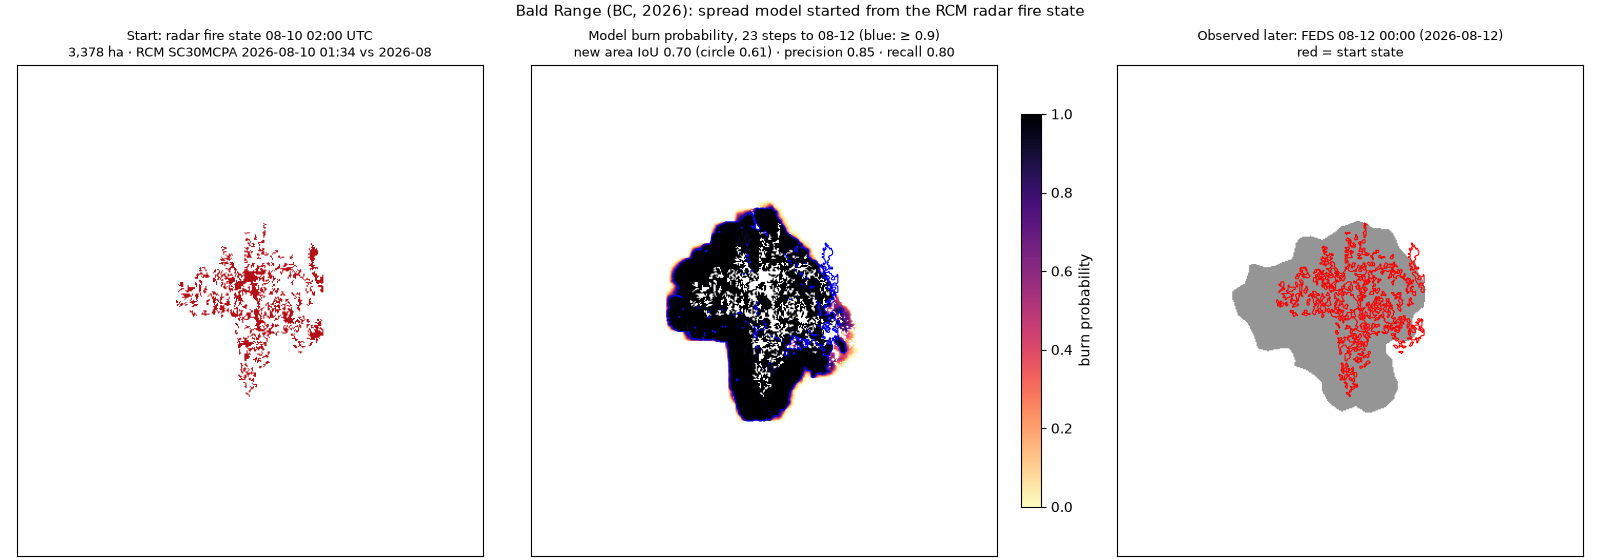 Bald Range (BC, 2026): spread model started from the RCM radar fire state
Start: radar fire state 08-10 02:00 UTC
3,378 ha · RCM SC30MCPA 2026-08-10 01:34 vs 2026-08
Model burn probability, 23 steps to 08-12 (blue: ≥ 0.9)
new area IoU 0.70 (circle 0.61) · precision 0.85 · recall 0.80
Observed later: FEDS 08-12 00:00 (2026-08-12)
red = start state
1.0
0.8
0.6
0.4
0.2
0.0
burn probability